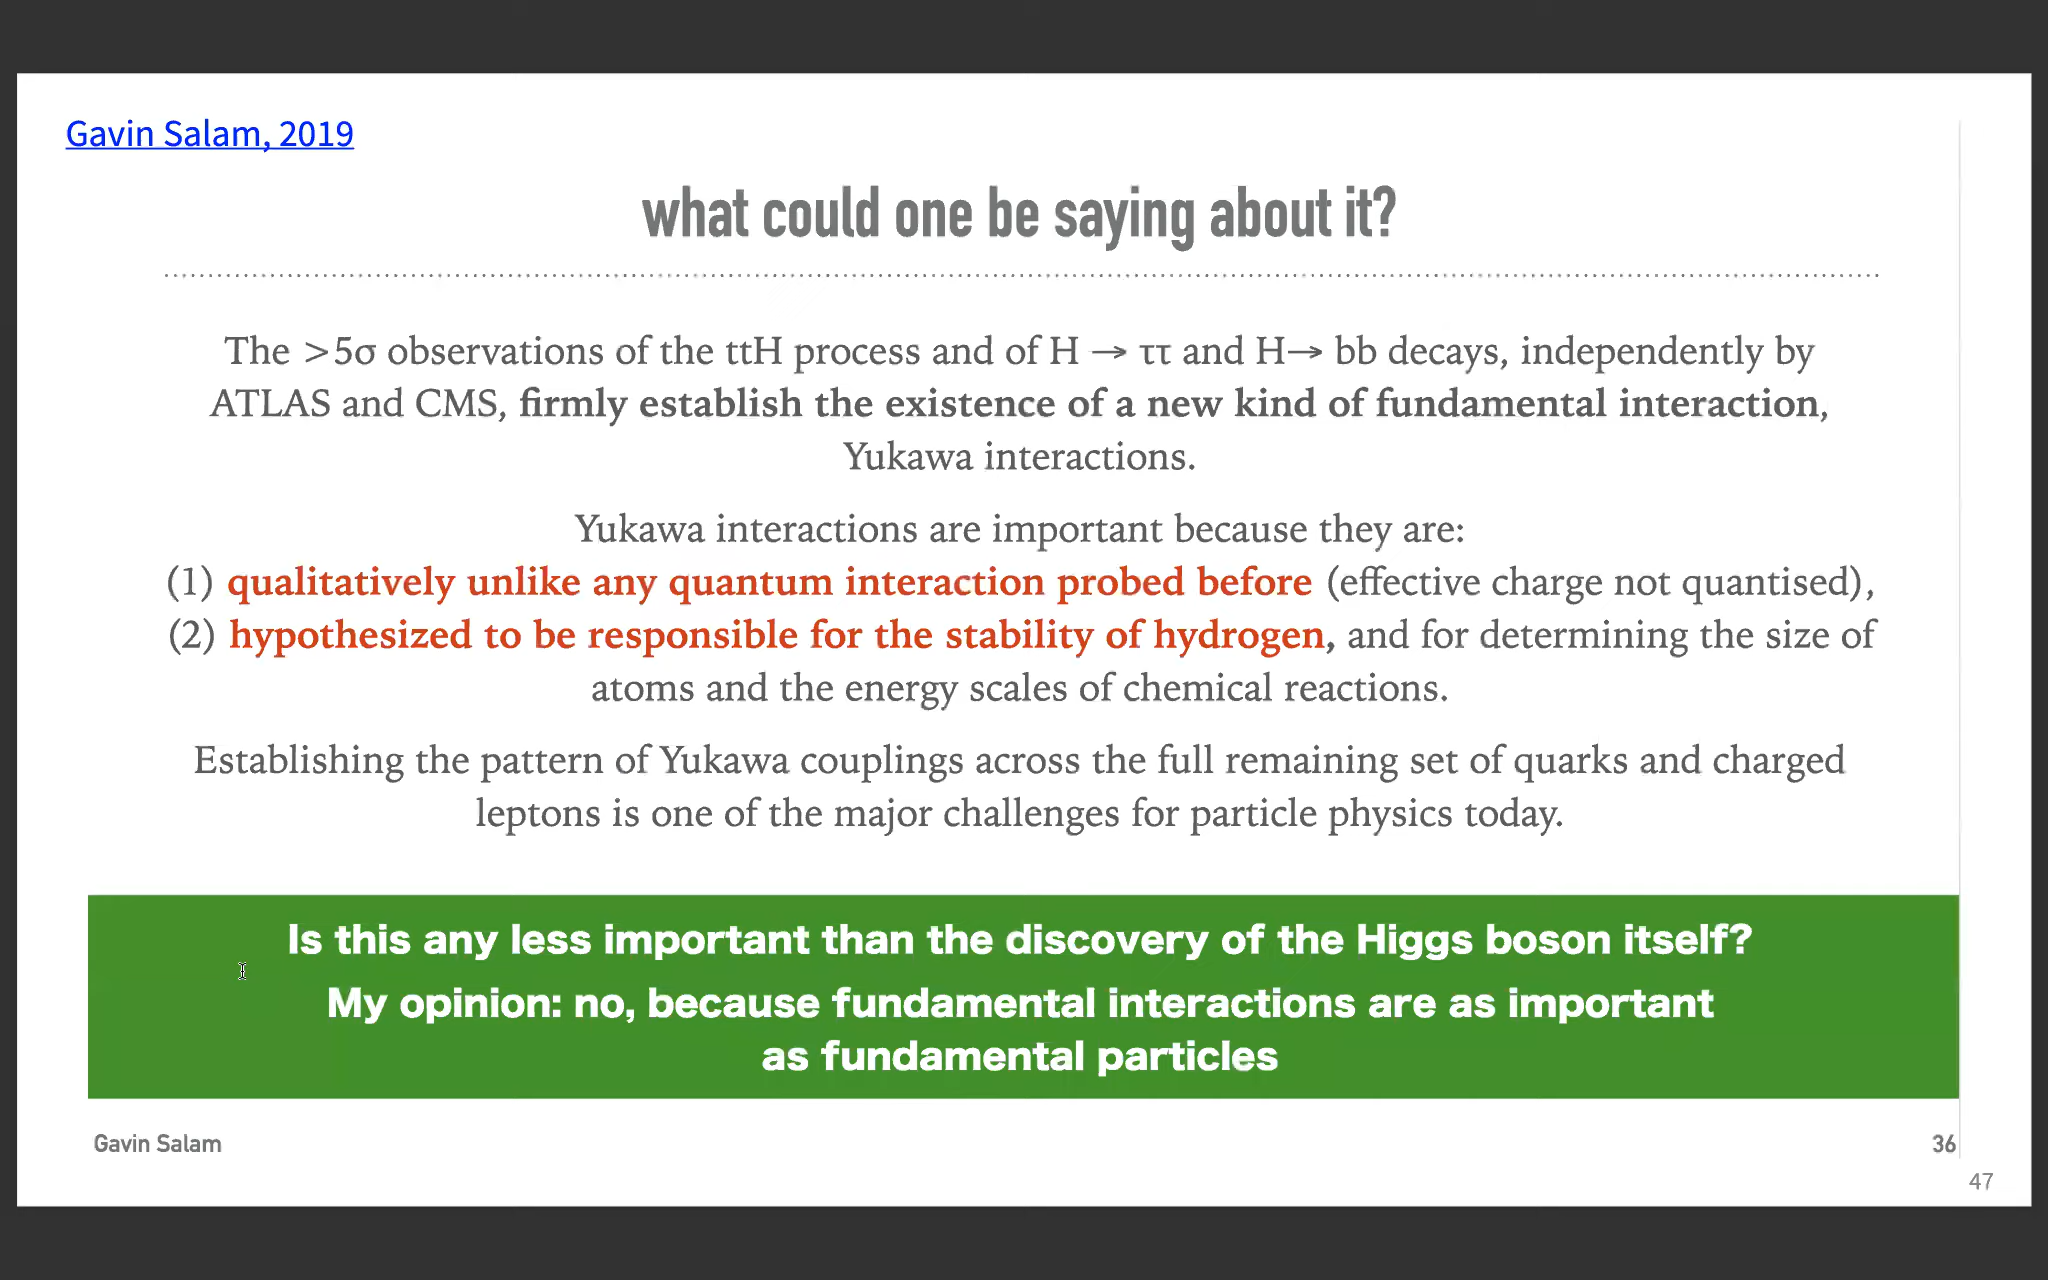 Gavin Salam, 2019
what could one be saying about it?
The >5σ observations of the ttH process and of H → ττ and H→ bb decays, independently by
ATLAS and CMS, firmly establish the existence of a new kind of fundamental interaction,
Yukawa interactions.
Yukawa interactions are important because they are:
(1) qualitatively unlike any quantum interaction probed before (effective charge not quantised),
(2) hypothesized to be responsible for the stability of hydrogen, and for determining the size of
atoms and the energy scales of chemical reactions.
Establishing the pattern of Yukawa couplings across the full remaining set of quarks and charged
leptons is one of the major challenges for particle physics today.
Is this any less important than the discovery of the Higgs boson itself?
My opinion: no, because fundamental interactions are as important
as fundamental particles
Gavin Salam
36
47